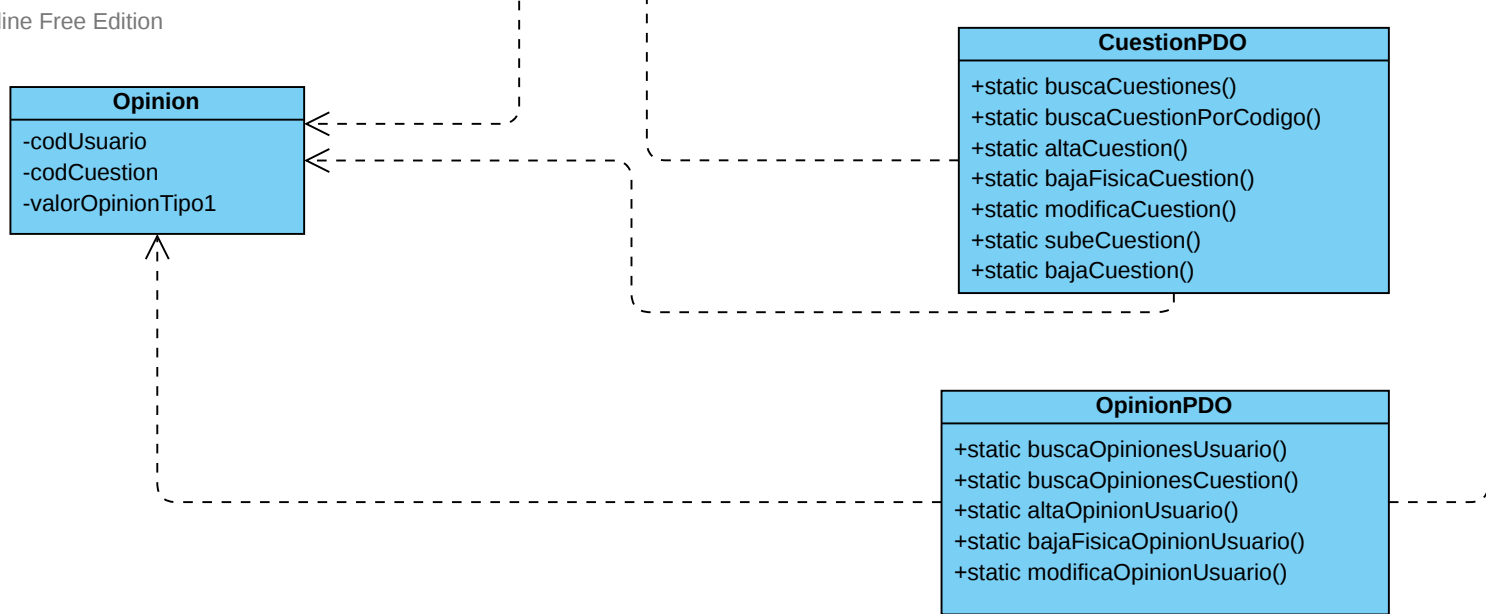 line Free Edition
Opinion
-codUsuario
-codCuestion
-valorOpinionTipo1
CuestionPDO
+static buscaCuestiones()
+static buscaCuestionPorCodigo()
+static altaCuestion()
+static bajaFisicaCuestion()
+static modificaCuestion()
+static subeCuestion()
+static bajaCuestion()
OpinionPDO
+static buscaOpinionesUsuario()
+static buscaOpinionesCuestion()
+static altaOpinionUsuario()
+static bajaFisicaOpinionUsuario()
+static modificaOpinionUsuario()